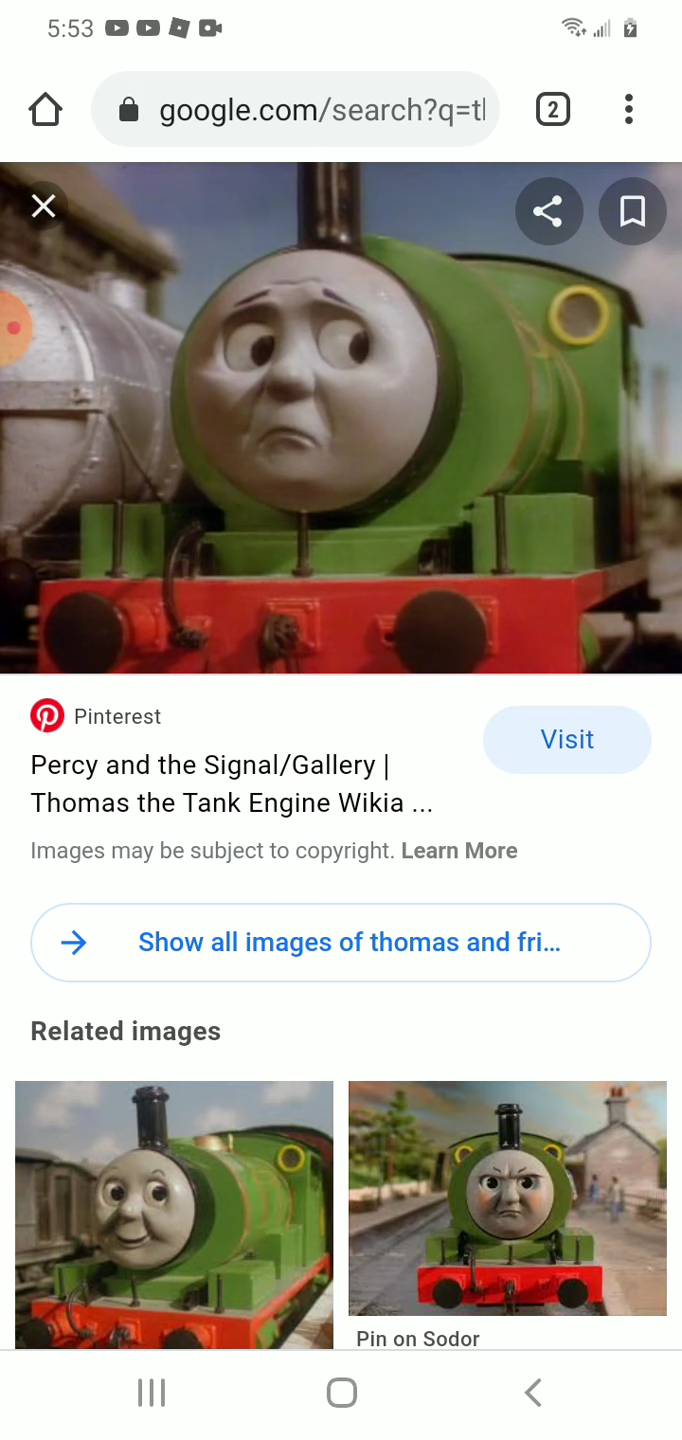 5:53
google.com/search?q=tl
2
Pinterest
Visit
Percy and the Signal/Gallery |
Thomas the Tank Engine Wikia ...
Images may be subject to copyright. Learn More
Show all images of thomas and fri...
Related images
Pin on Sodor